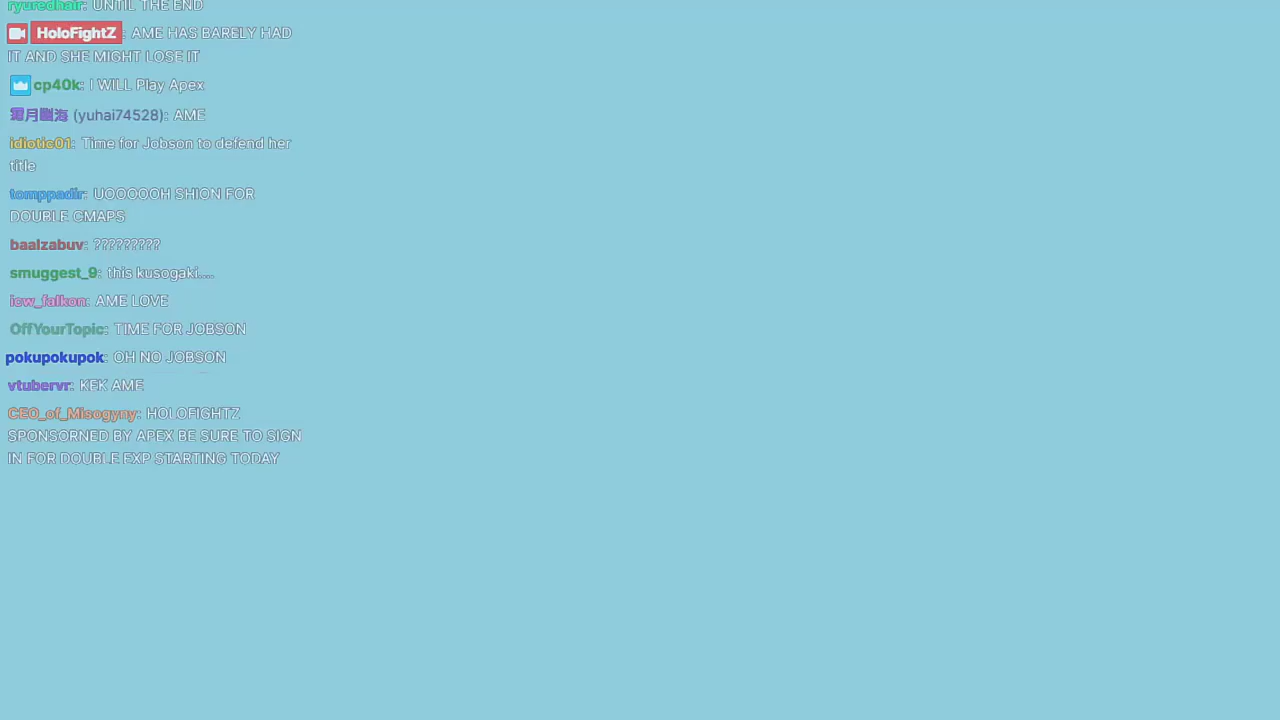 ryuredhair: UNTIL THE END
HoloFightZ: AME HAS BARELY HAD
IT AND SHE MIGHT LOSE IT
cp40k: I WILL Play Apex
月海 (yuhai74528): AME
idiotic01: Time for Jobson to defend her
title
tomppadir: UOOOOOH SHION FOR
DOUBLE CMAPS
baalzabuv: ?????????
smuggest_9: this kusogaki....
icw_falkon: AME LOVE
OffYourTopic: TIME FOR JOBSON
pokupokupok: OH NO JOBSON
vtubervr: KEK AME
CEO_of_Misogyny: HOLOFIGHTZ
SPONSORNED BY APEX BE SURE TO SIGN
IN FOR DOUBLE EXP STARTING TODAY